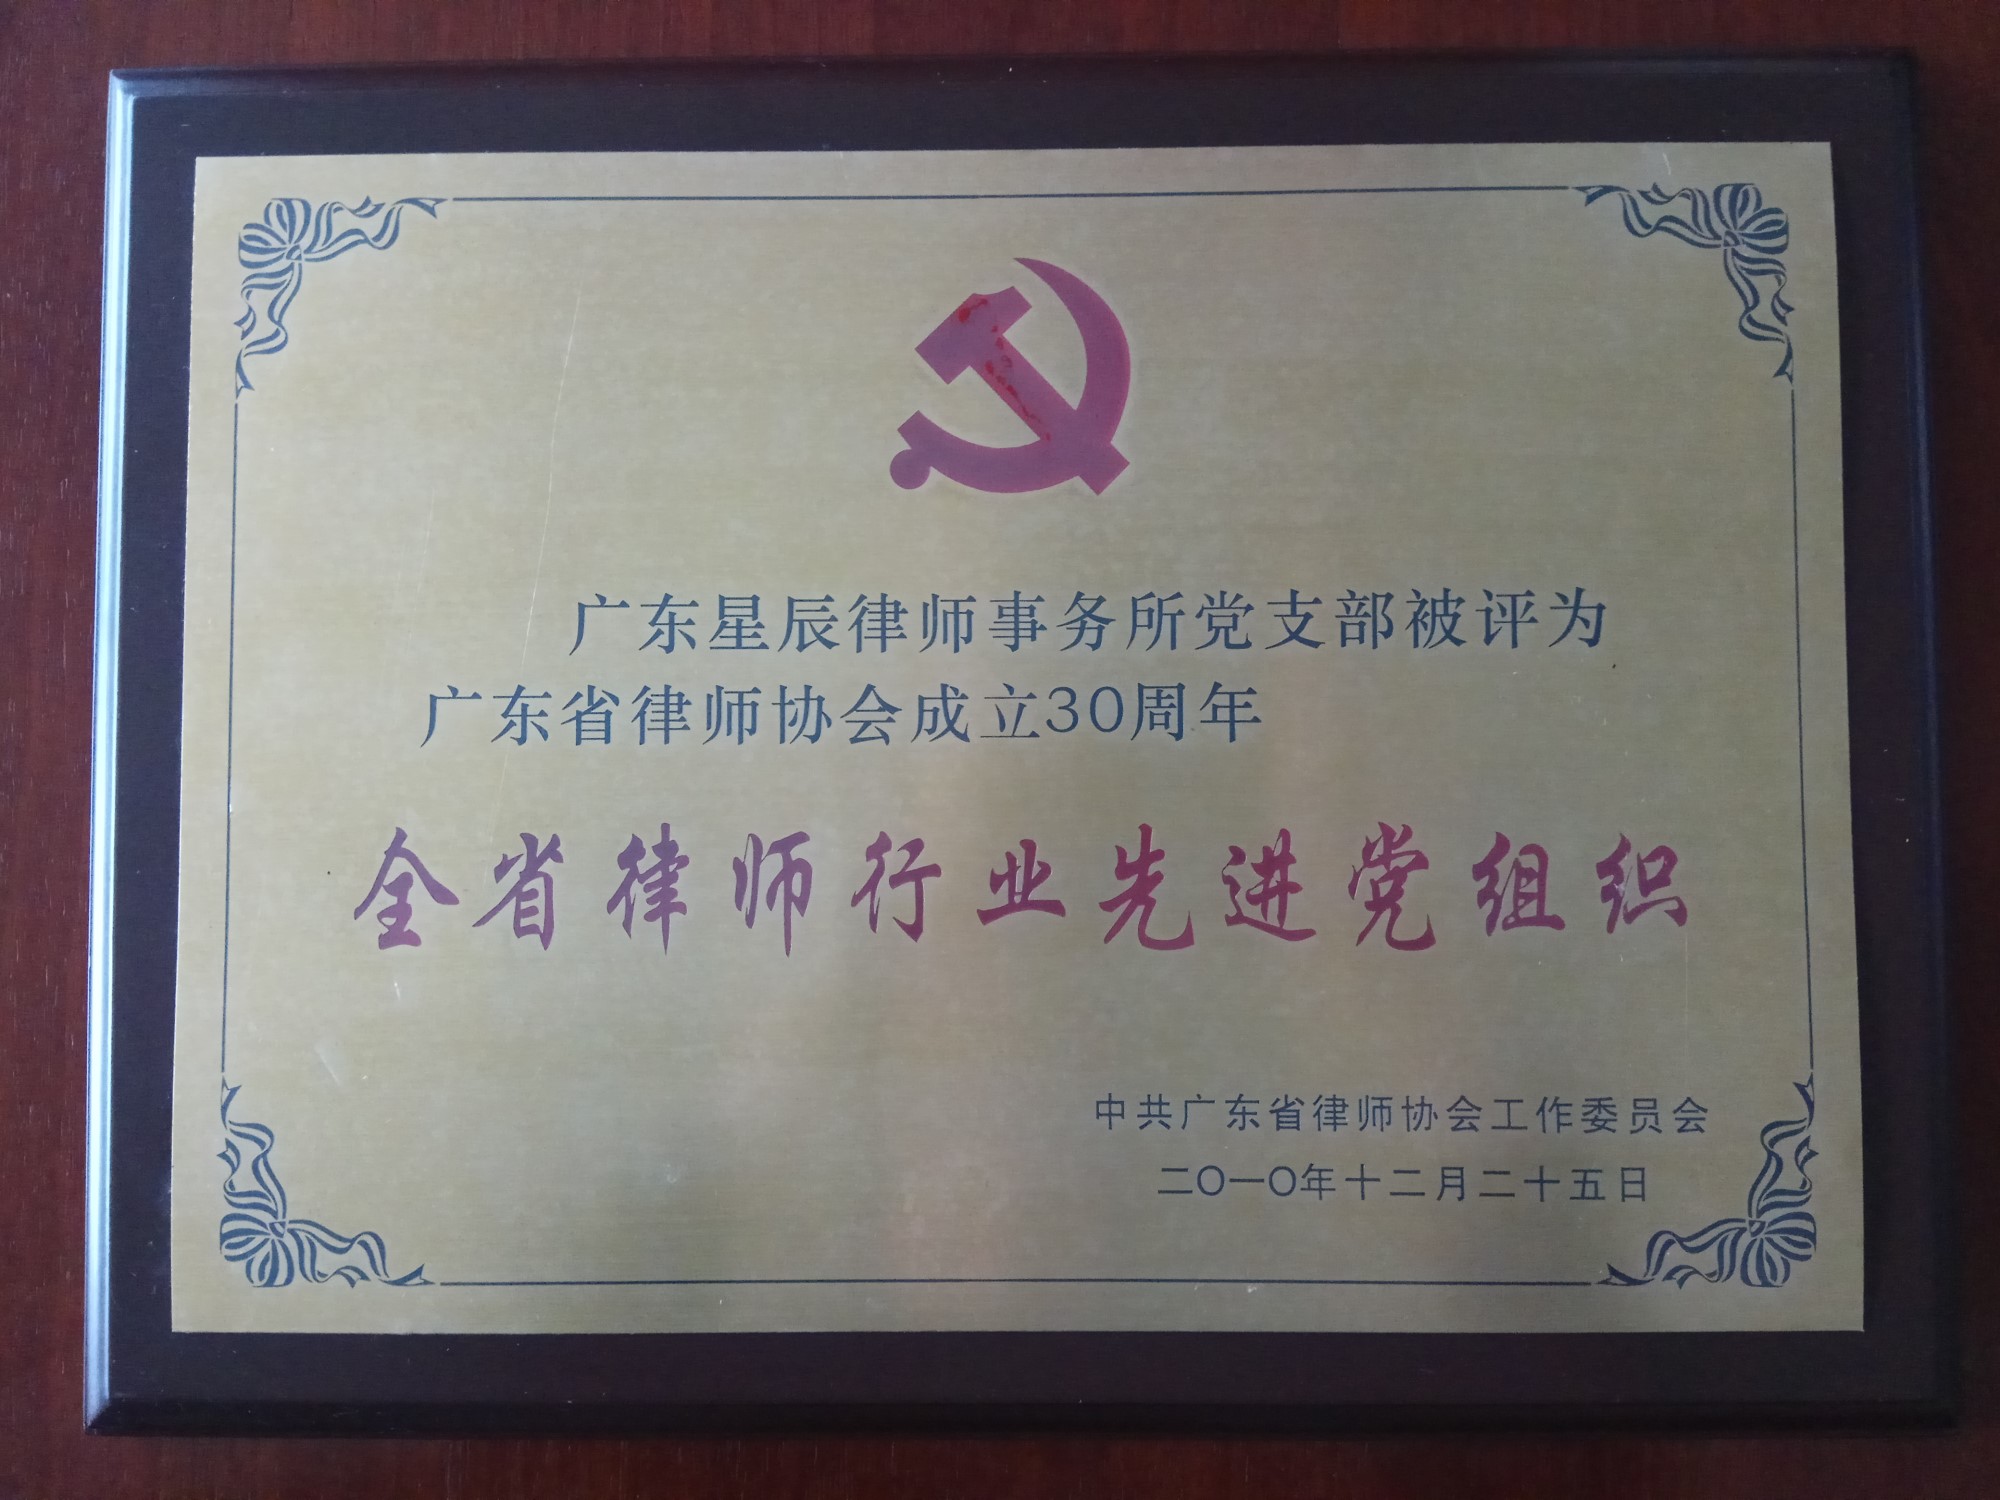 广东星辰律师事务所党支部被评为
广东省律师协会成立30周年
全省律师行业先进党组织
中共广东省律师协会工作委员会
二〇一〇年十二月二十五日